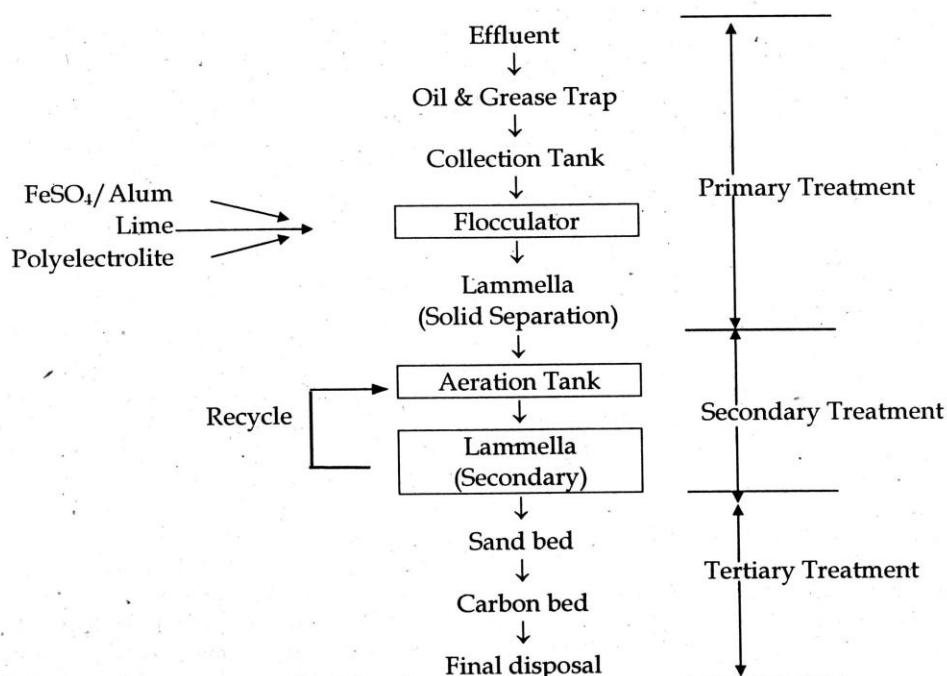 Effluent
Oil & Grease Trap
Collection Tank
Primary Treatment
FeSO₄/Alum
Lime
Polyelectrolite
Flocculator
Lammella
(Solid Separation)
Aeration Tank
Recycle
Secondary Treatment
Lammella
(Secondary)
Sand bed
Tertiary Treatment
Carbon bed
Final disposal